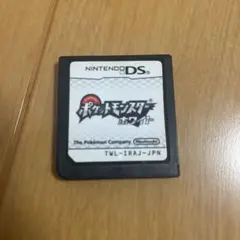 NINTENDO DS
ポケットモンスター
ホワイト
The Pokémon Company
Nintendo
TWL-IRAJ-JPN